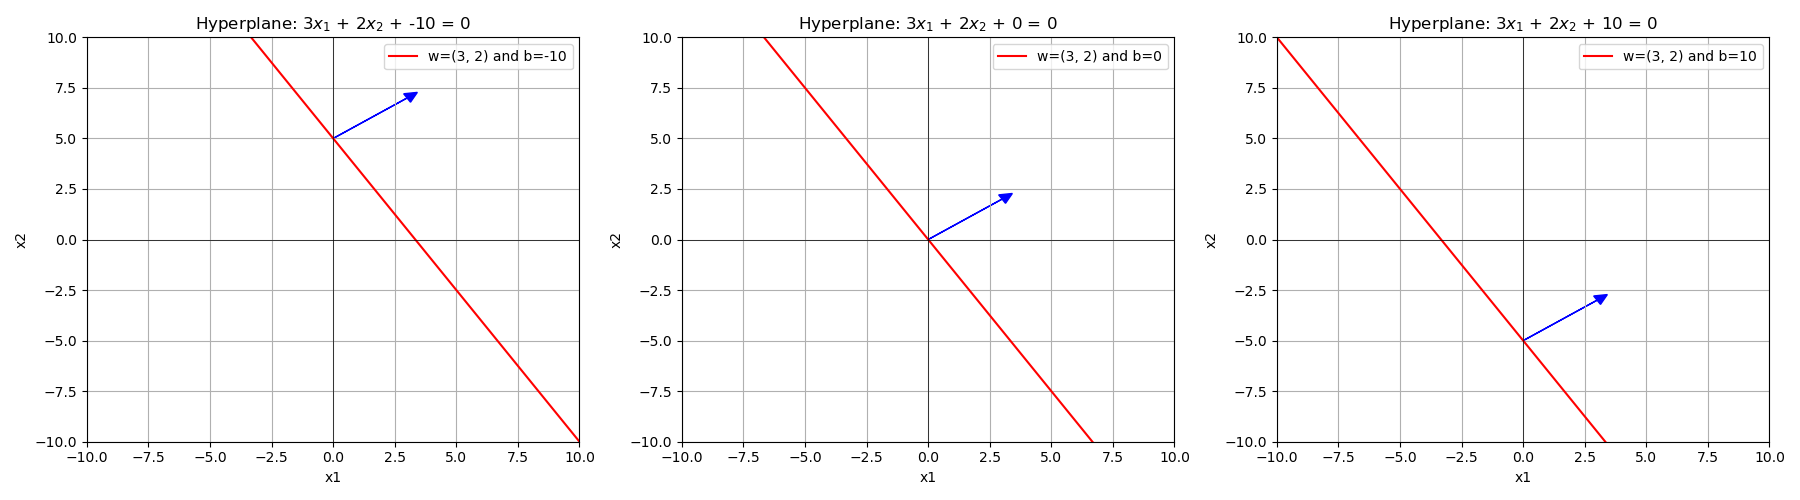 Hyperplane: 3x₁ + 2x₂ + -10 = 0
w=(3, 2) and b=-10
10.0
7.5
5.0
2.5
0.0
−2.5
−5.0
−7.5
−10.0
x2
−10.0 −7.5 −5.0 −2.5 0.0 2.5 5.0 7.5 10.0
x1
Hyperplane: 3x₁ + 2x₂ + 0 = 0
w=(3, 2) and b=0
10.0
7.5
5.0
2.5
0.0
−2.5
−5.0
−7.5
−10.0
x2
−10.0 −7.5 −5.0 −2.5 0.0 2.5 5.0 7.5 10.0
x1
Hyperplane: 3x₁ + 2x₂ + 10 = 0
w=(3, 2) and b=10
10.0
7.5
5.0
2.5
0.0
−2.5
−5.0
−7.5
−10.0
x2
−10.0 −7.5 −5.0 −2.5 0.0 2.5 5.0 7.5 10.0
x1